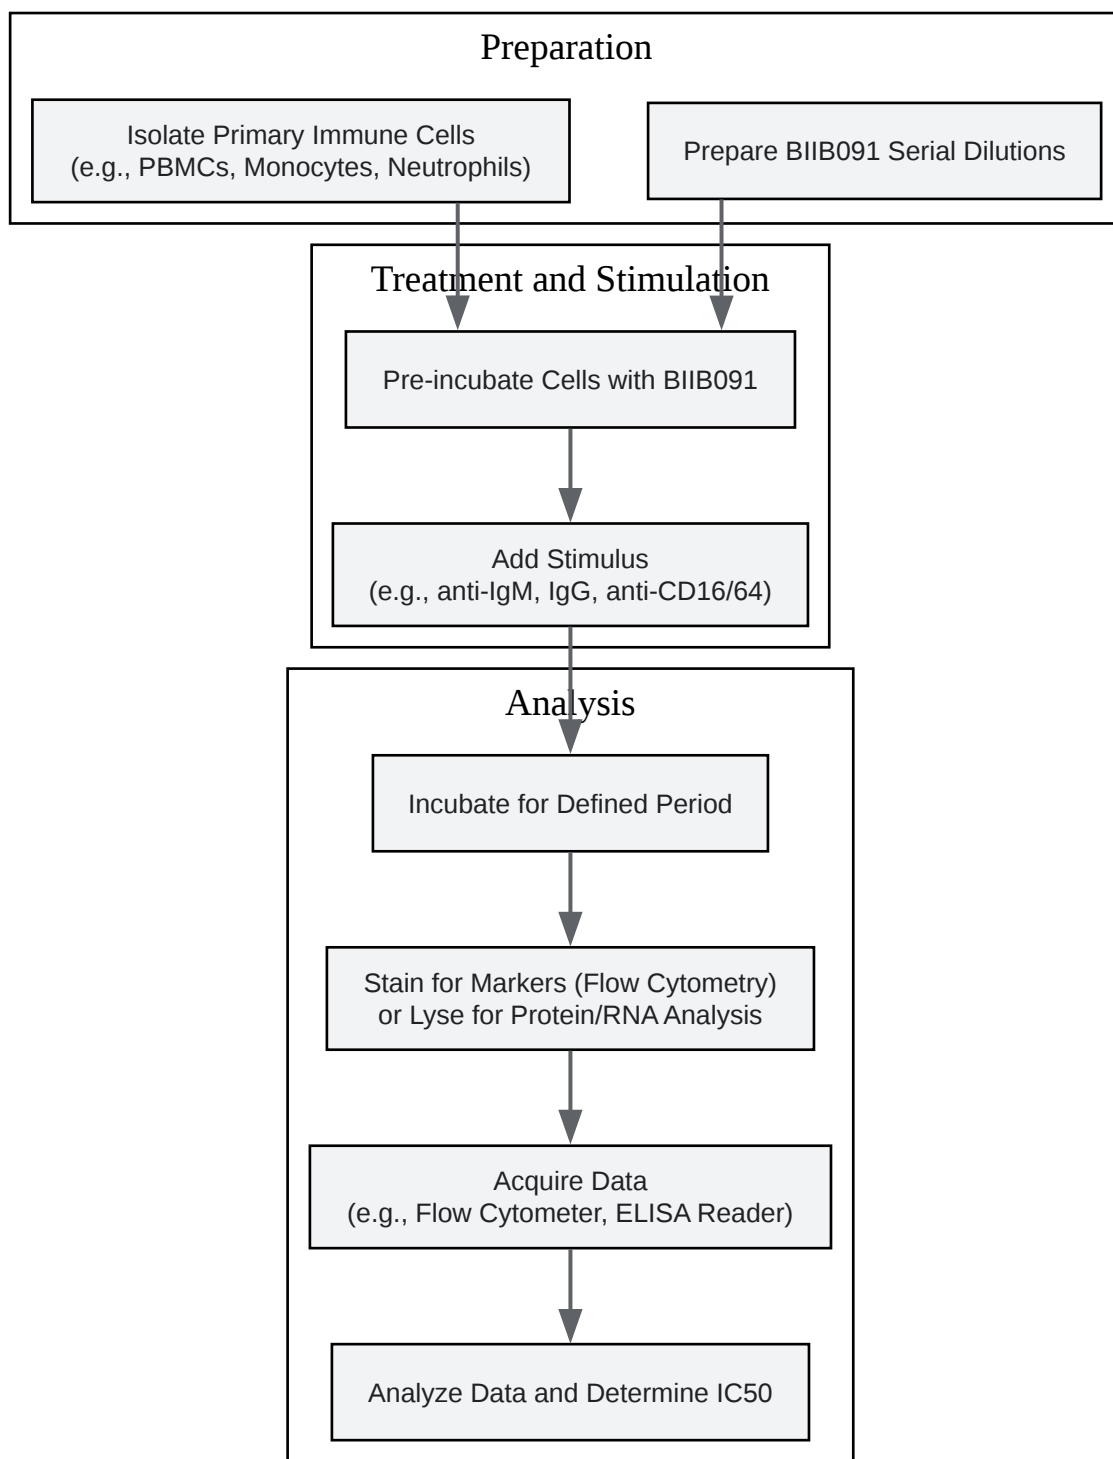 Preparation
Isolate Primary Immune Cells
(e.g., PBMCs, Monocytes, Neutrophils)
Prepare BIIB091 Serial Dilutions
Treatment and Stimulation
Pre-incubate Cells with BIIB091
Add Stimulus
(e.g., anti-IgM, IgG, anti-CD16/64)
Analysis
Incubate for Defined Period
Stain for Markers (Flow Cytometry)
or Lyse for Protein/RNA Analysis
Acquire Data
(e.g., Flow Cytometer, ELISA Reader)
Analyze Data and Determine IC50